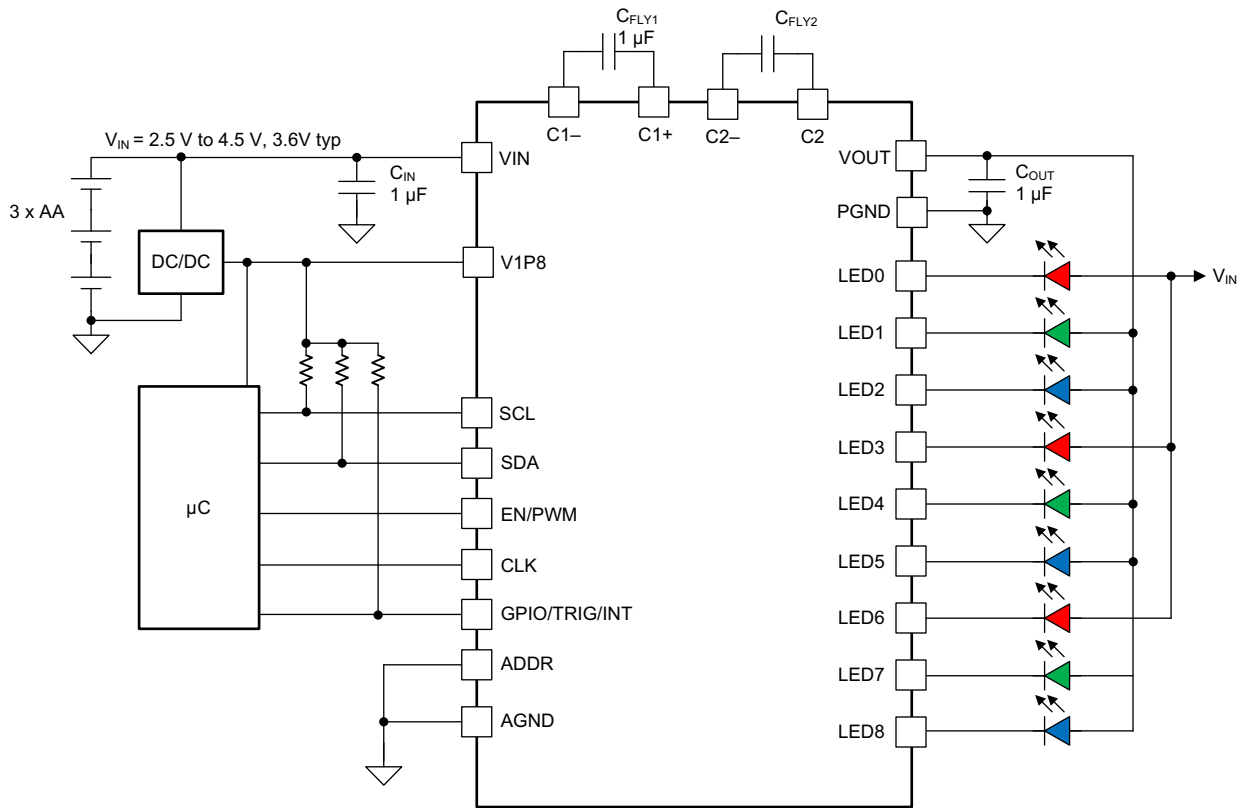 CFLY1
1 µF
CFLY2
C1–
C1+
C2–
C2
VIN = 2.5 V to 4.5 V, 3.6V typ
VIN
CIN
1 µF
VOUT
COUT
1 µF
3 x AA
PGND
DC/DC
V1P8
LED0
VIN
LED1
LED2
SCL
LED3
SDA
LED4
µC
EN/PWM
CLK
LED5
GPIO/TRIG/INT
LED6
ADDR
LED7
AGND
LED8